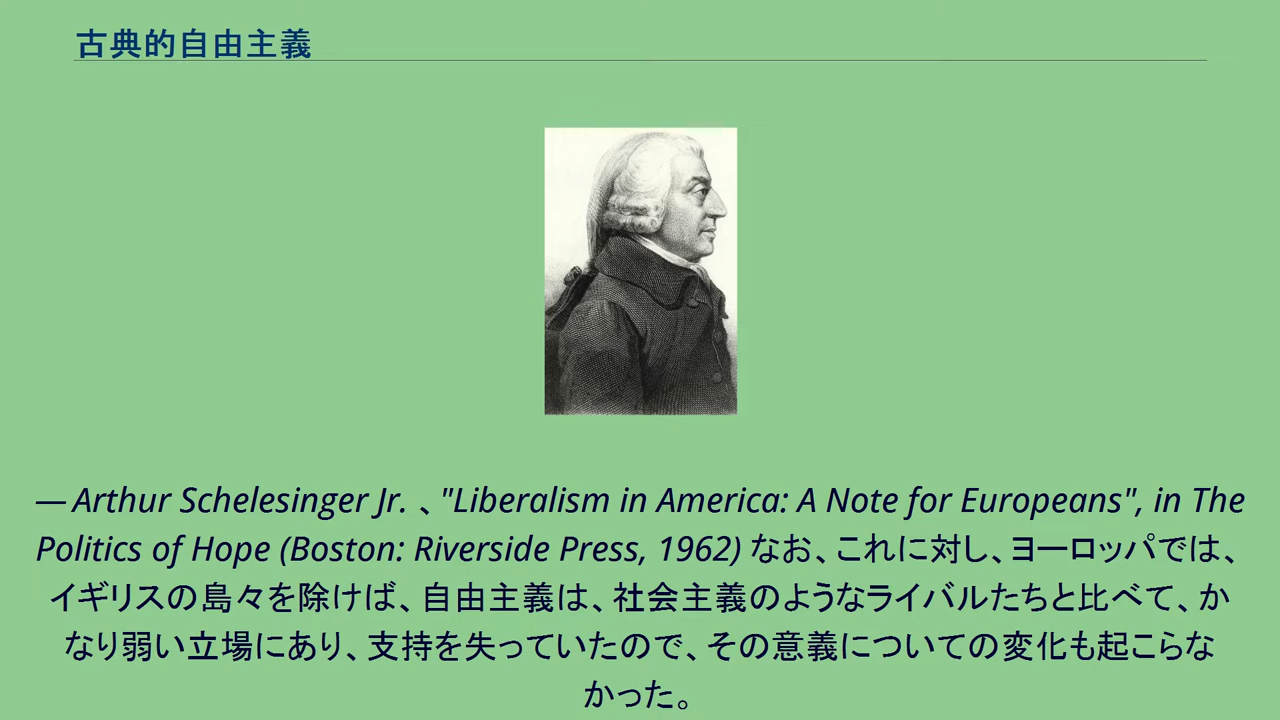 古典的自由主義
— Arthur Schelesinger Jr. 、"Liberalism in America: A Note for Europeans", in The
Politics of Hope (Boston: Riverside Press, 1962) なお、これに対し、ヨーロッパでは、
イギリスの島々を除けば、自由主義は、社会主義のようなライバルたちと比べて、か
なり弱い立場にあり、支持を失っていたので、その意義についての変化も起こらな
かった。